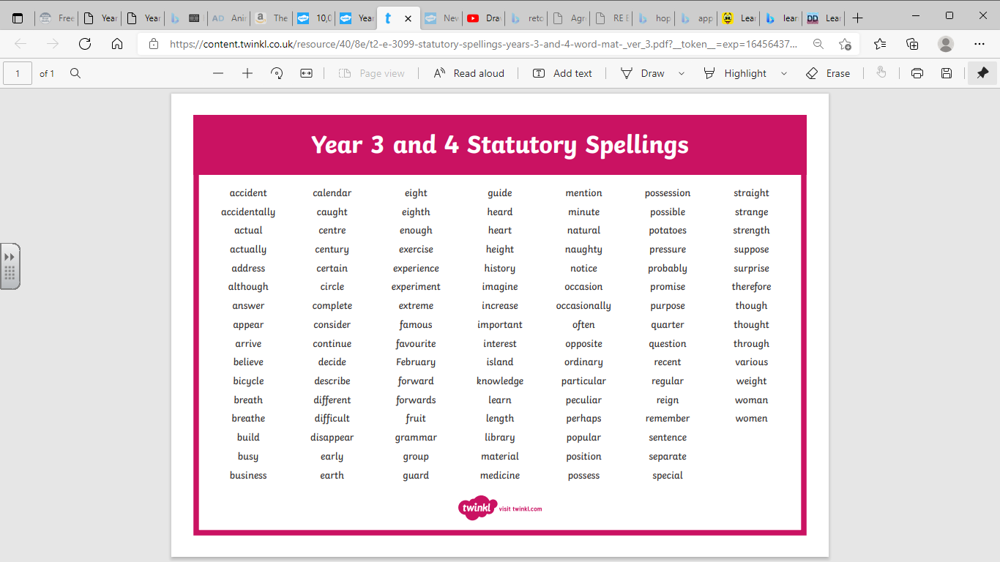 Free
Year
Year
Anin
The
10,0
Year
New
Dra
reto
Agr
RE E
hop
app
Lear
lear
Lear
https://content.twinkl.co.uk/resource/40/8e/t2-e-3099-statutory-spellings-years-3-and-4-word-mat-_ver_3.pdf?__token__=exp=16456437...
1 of 1 Page view Read aloud Add text Draw Highlight Erase
Year 3 and 4 Statutory Spellings
accident calendar eight guide mention possession straight
accidentally caught eighth heard minute possible strange
actual centre enough heart natural potatoes strength
actually century exercise height naughty pressure suppose
address certain experience history notice probably surprise
although circle experiment imagine occasion promise therefore
answer complete extreme increase occasionally purpose though
appear consider famous important often quarter thought
arrive continue favourite interest opposite question through
believe decide February island ordinary recent various
bicycle describe forward knowledge particular regular weight
breath different forwards learn peculiar reign woman
breathe difficult fruit length perhaps remember women
build disappear grammar library popular sentence
busy early group material position separate
business earth guard medicine possess special
twinkl visit twinkl.com